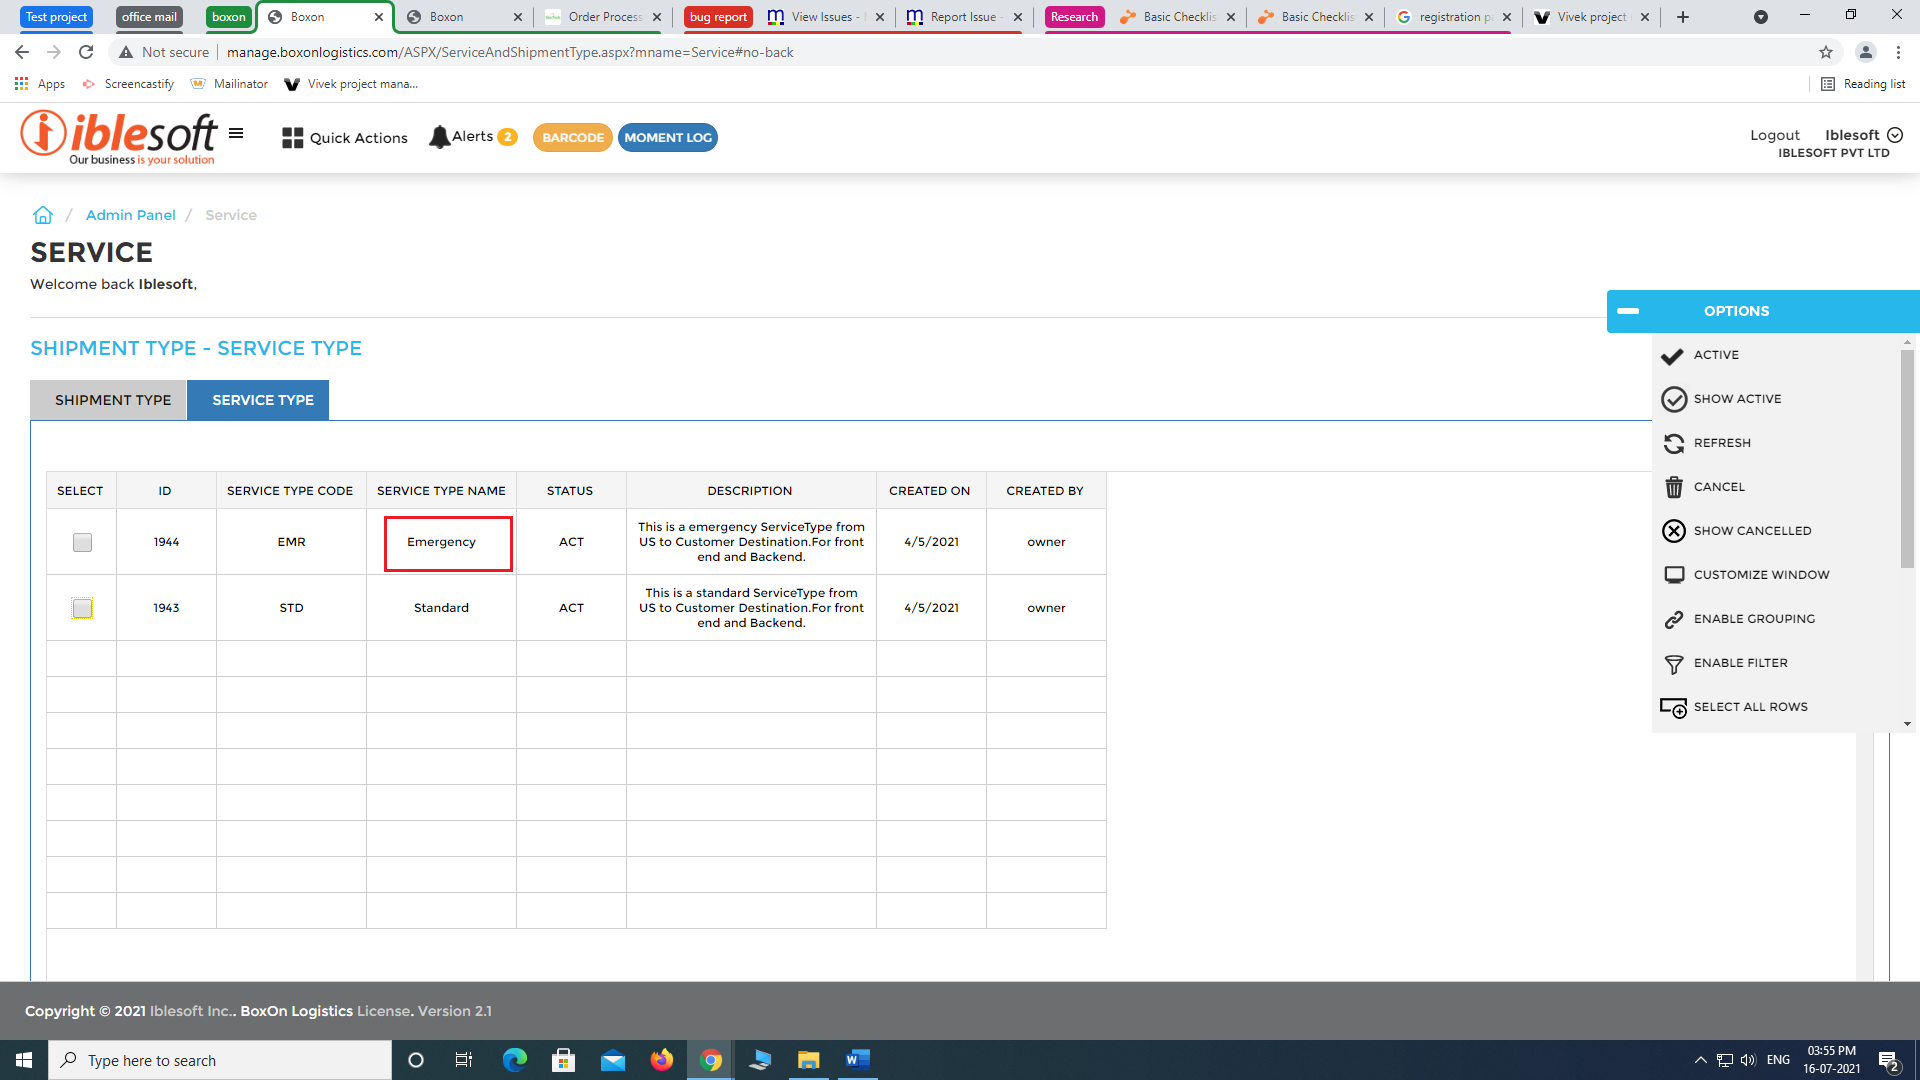 Test project
office mail
boxon
Boxon
Boxon
Order Process
bug report
View Issues -
Report Issue -
Research
Basic Checklis
Basic Checklis
registration p
Vivek project
Not secure
manage.boxonlogistics.com/ASPX/ServiceAndShipmentType.aspx?mname=Service#no-back
Apps
Screencastify
Mailinator
Vivek project mana...
Reading list
iblesoft
Our business is your solution
Quick Actions
Alerts 2
BARCODE
MOMENT LOG
Logout
Iblesoft
IBLESOFT PVT LTD
/ Admin Panel / Service
SERVICE
Welcome back Iblesoft,
SHIPMENT TYPE - SERVICE TYPE
SHIPMENT TYPE
SERVICE TYPE
SELECT ID SERVICE TYPE CODE SERVICE TYPE NAME STATUS DESCRIPTION CREATED ON CREATED BY
1944 EMR Emergency ACT
This is a emergency ServiceType from
US to Customer Destination.For front
end and Backend.
4/5/2021 owner
1943 STD Standard ACT
This is a standard ServiceType from
US to Customer Destination.For front
end and Backend.
4/5/2021 owner
OPTIONS
ACTIVE
SHOW ACTIVE
REFRESH
CANCEL
SHOW CANCELLED
CUSTOMIZE WINDOW
ENABLE GROUPING
ENABLE FILTER
SELECT ALL ROWS
Copyright © 2021 Iblesoft Inc.. BoxOn Logistics License. Version 2.1
Type here to search
ENG
03:55 PM
16-07-2021
2